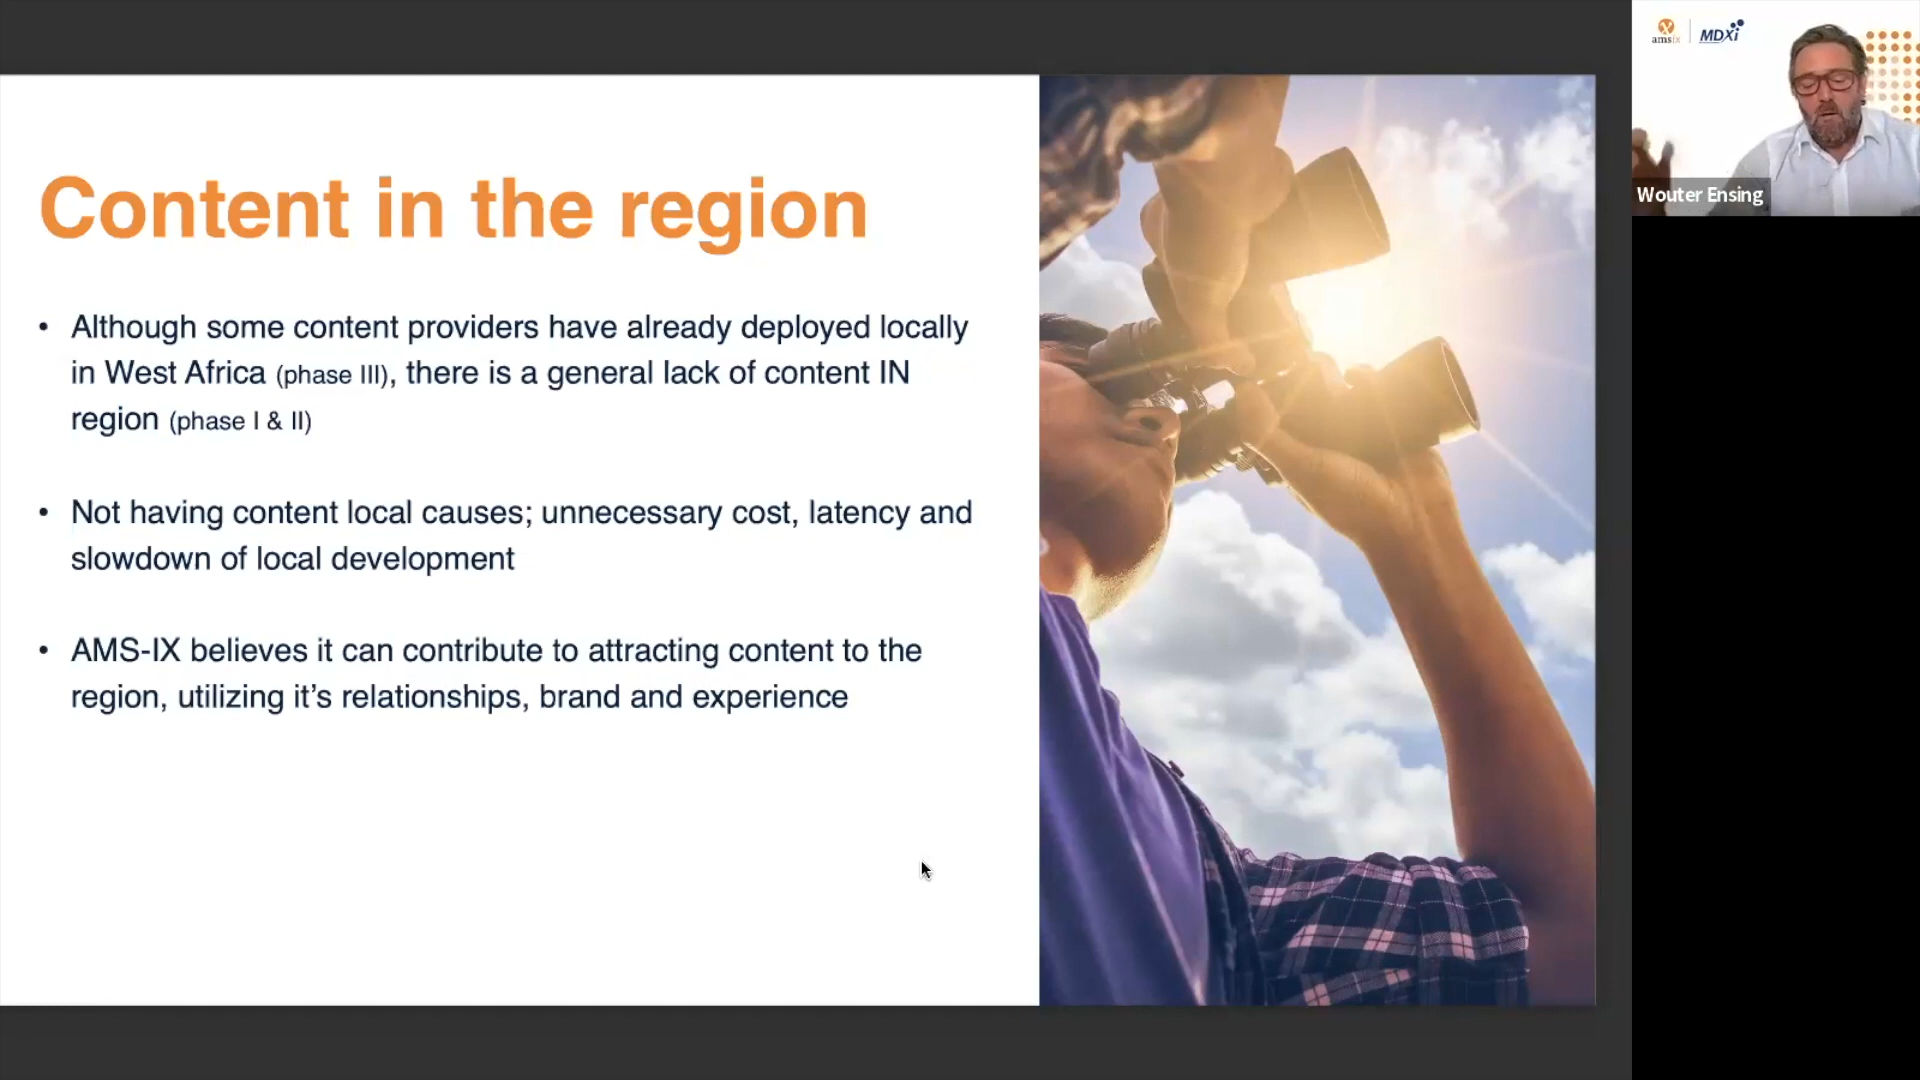 Content in the region
• Although some content providers have already deployed locally
in West Africa (phase III), there is a general lack of content IN
region (phase I & II)
• Not having content local causes; unnecessary cost, latency and
slowdown of local development
• AMS-IX believes it can contribute to attracting content to the
region, utilizing it’s relationships, brand and experience
amsix
MDXi
Wouter Ensing